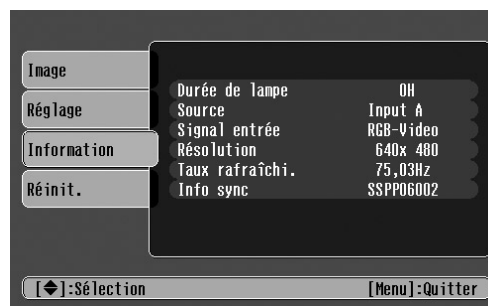 Image
Réglage
Information
Réinit.
Durée de lampe 0H
Source Input A
Signal entrée RGB-Video
Résolution 640x 480
Taux rafraîchi. 75,03Hz
Info sync SSPP06002
[◆]:Sélection [Menu]:Quitter